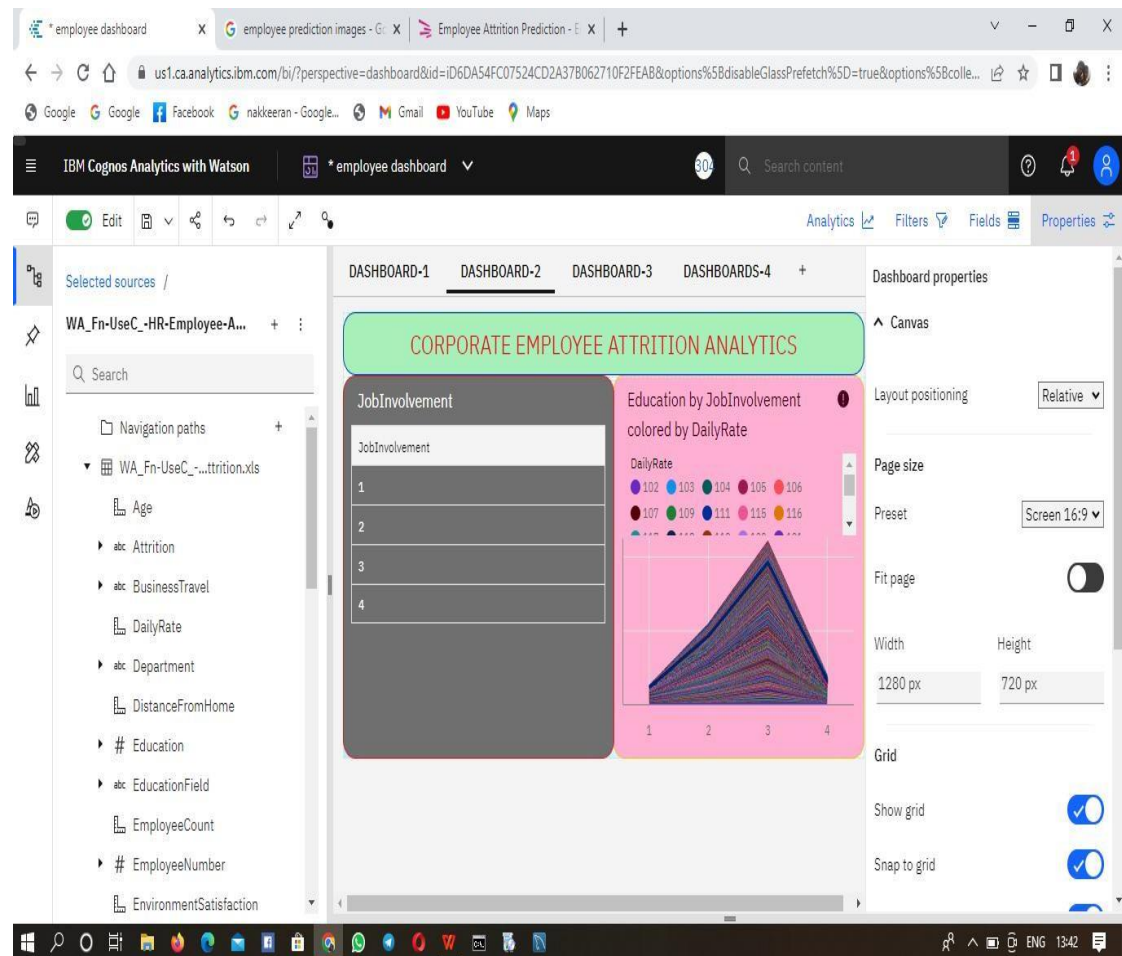 * employee dashboard
employee prediction images - Go
Employee Attrition Prediction - E
us1.ca.analytics.ibm.com/bi/?perspective=dashboard&id=iD6DA54FC07524CD2A37B062710F2FEAB&options%5BdisableGlassPrefetch%5D=true&options%5Bcolle...
Google Google Facebook nakkeeran - Google... Gmail YouTube Maps
IBM Cognos Analytics with Watson * employee dashboard 304 Search content 1
Edit Analytics Filters Fields Properties
Selected sources /
WA_Fn-UseC_-HR-Employee-A... +
Search
Navigation paths +
WA_Fn-UseC_-...ttrition.xls
Age
abc Attrition
abc BusinessTravel
DailyRate
abc Department
DistanceFromHome
# Education
abc EducationField
EmployeeCount
# EmployeeNumber
EnvironmentSatisfaction
DASHBOARD-1 DASHBOARD-2 DASHBOARD-3 DASHBOARDS-4 +
CORPORATE EMPLOYEE ATTRITION ANALYTICS
JobInvolvement
JobInvolvement
1
2
3
4
Education by JobInvolvement
colored by DailyRate
DailyRate
102 103 104 105 106
107 109 111 115 116
1 2 3 4
Dashboard properties
Canvas
Layout positioning Relative
Page size
Preset Screen 16:9
Fit page
Width Height
1280 px 720 px
Grid
Show grid
Snap to grid
ENG 13:42